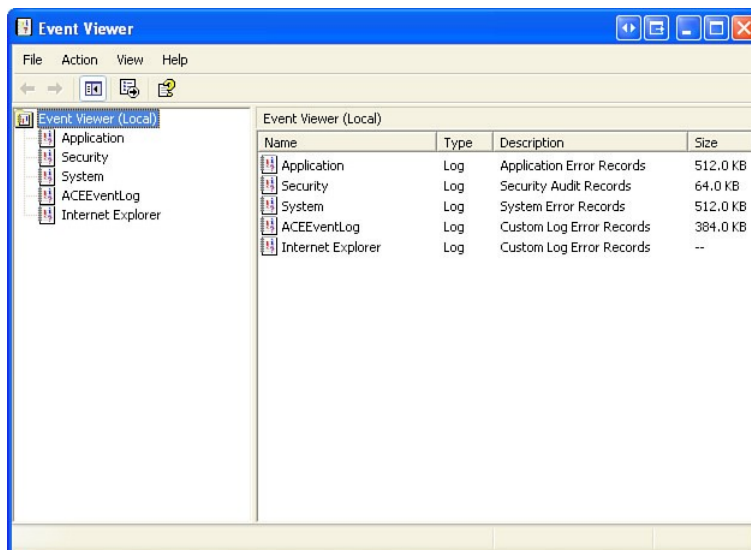 Event Viewer
File Action View Help
Event Viewer (Local)
Application
Security
System
ACEEventLog
Internet Explorer
Event Viewer (Local)
Name Type Description Size
Application Log Application Error Records 512.0 KB
Security Log Security Audit Records 64.0 KB
System Log System Error Records 512.0 KB
ACEEventLog Log Custom Log Error Records 384.0 KB
Internet Explorer Log Custom Log Error Records --